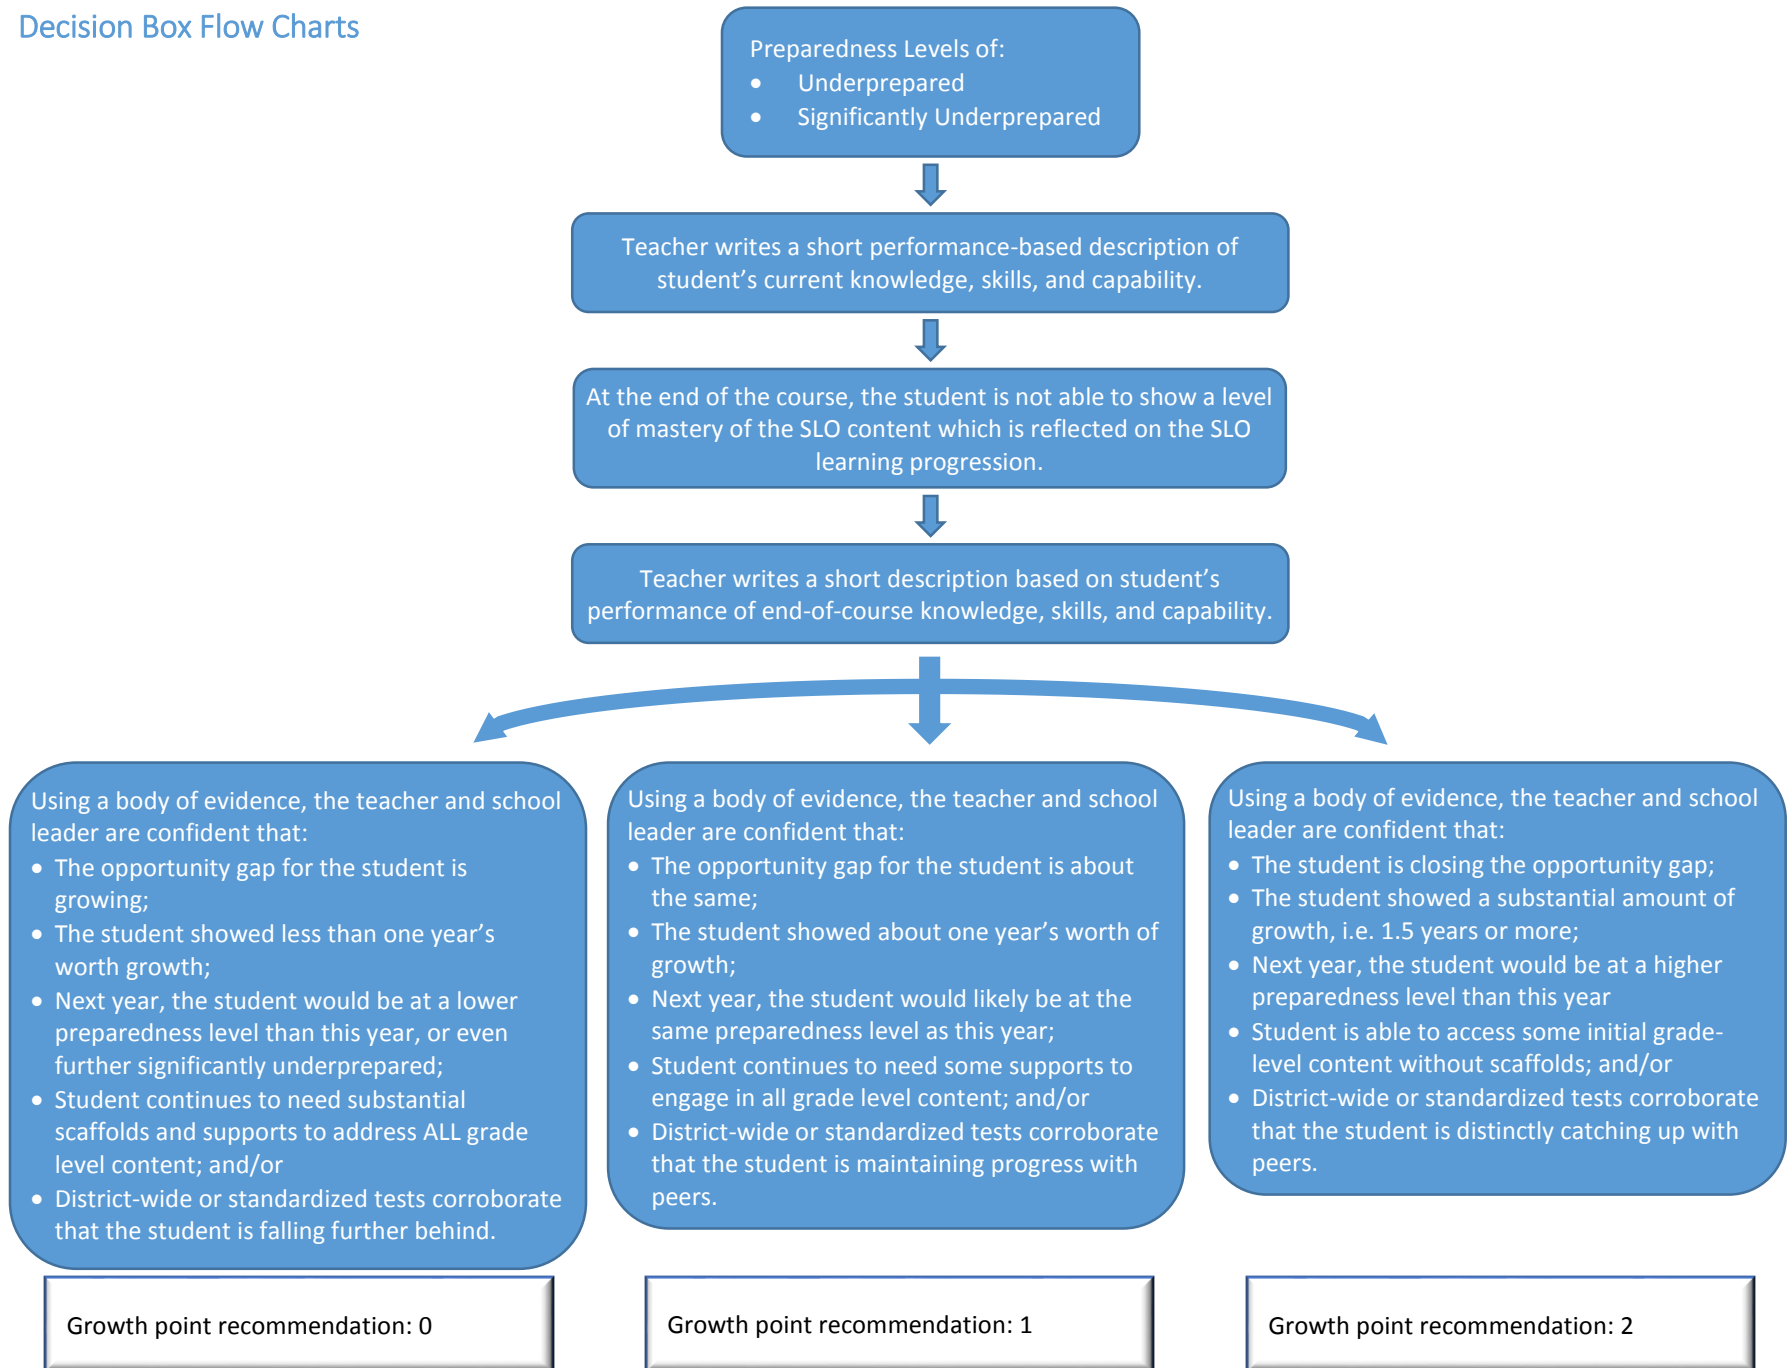 Decision Box Flow Charts
Preparedness Levels of:
• Underprepared
• Significantly Underprepared
Teacher writes a short performance-based description of
student’s current knowledge, skills, and capability.
At the end of the course, the student is not able to show a level
of mastery of the SLO content which is reflected on the SLO
learning progression.
Teacher writes a short description based on student’s
performance of end-of-course knowledge, skills, and capability.
Using a body of evidence, the teacher and school
leader are confident that:
• The opportunity gap for the student is
growing;
• The student showed less than one year’s
worth growth;
• Next year, the student would be at a lower
preparedness level than this year, or even
further significantly underprepared;
• Student continues to need substantial
scaffolds and supports to address ALL grade
level content; and/or
• District-wide or standardized tests corroborate
that the student is falling further behind.
Growth point recommendation: 0
Using a body of evidence, the teacher and school
leader are confident that:
• The opportunity gap for the student is about
the same;
• The student showed about one year’s worth of
growth;
• Next year, the student would likely be at the
same preparedness level as this year;
• Student continues to need some supports to
engage in all grade level content; and/or
• District-wide or standardized tests corroborate
that the student is maintaining progress with
peers.
Growth point recommendation: 1
Using a body of evidence, the teacher and school
leader are confident that:
• The student is closing the opportunity gap;
• The student showed a substantial amount of
growth, i.e. 1.5 years or more;
• Next year, the student would be at a higher
preparedness level than this year
• Student is able to access some initial grade-
level content without scaffolds; and/or
• District-wide or standardized tests corroborate
that the student is distinctly catching up with
peers.
Growth point recommendation: 2